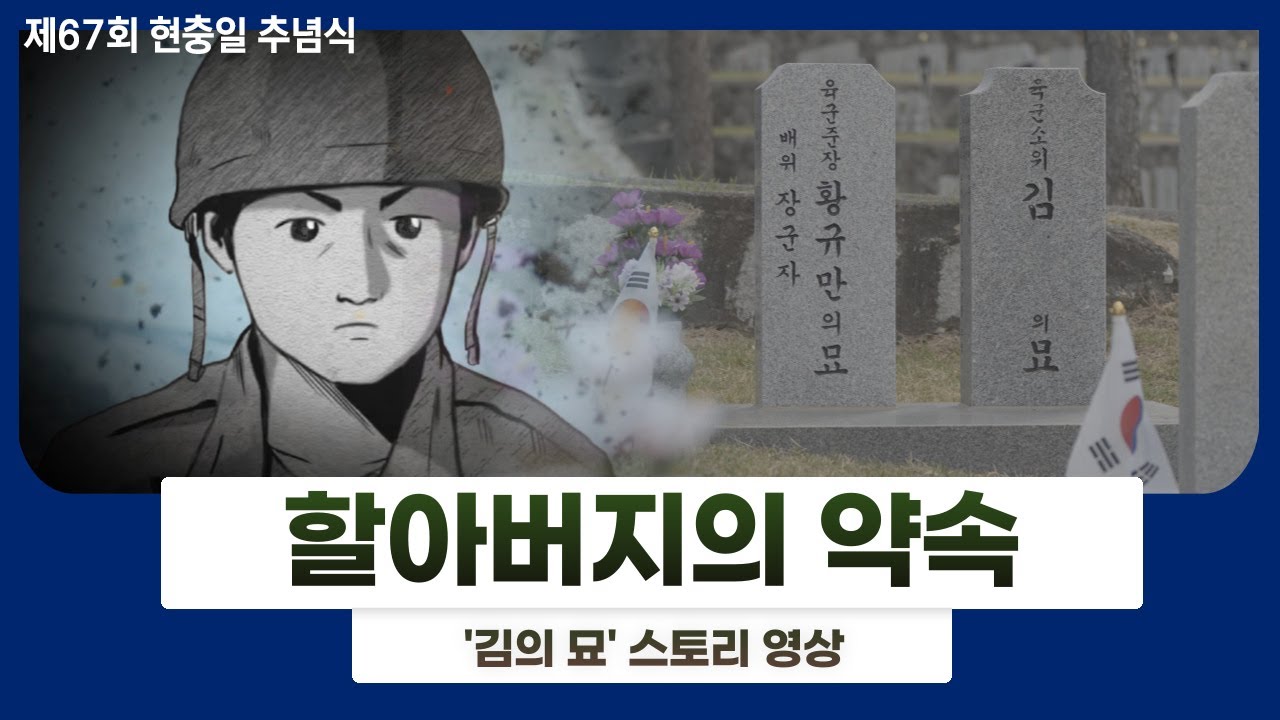 제67회 현충일 추념식
육군준장 황규만의 묘
배위 장군자
육군소위 김 의 묘
할아버지의 약속
'김의 묘' 스토리 영상